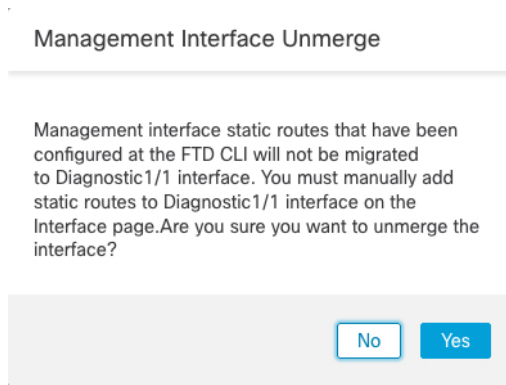 Management Interface Unmerge
Management interface static routes that have been
configured at the FTD CLI will not be migrated
to Diagnostic1/1 interface. You must manually add
static routes to Diagnostic1/1 interface on the
Interface page.Are you sure you want to unmerge the
interface?
No
Yes